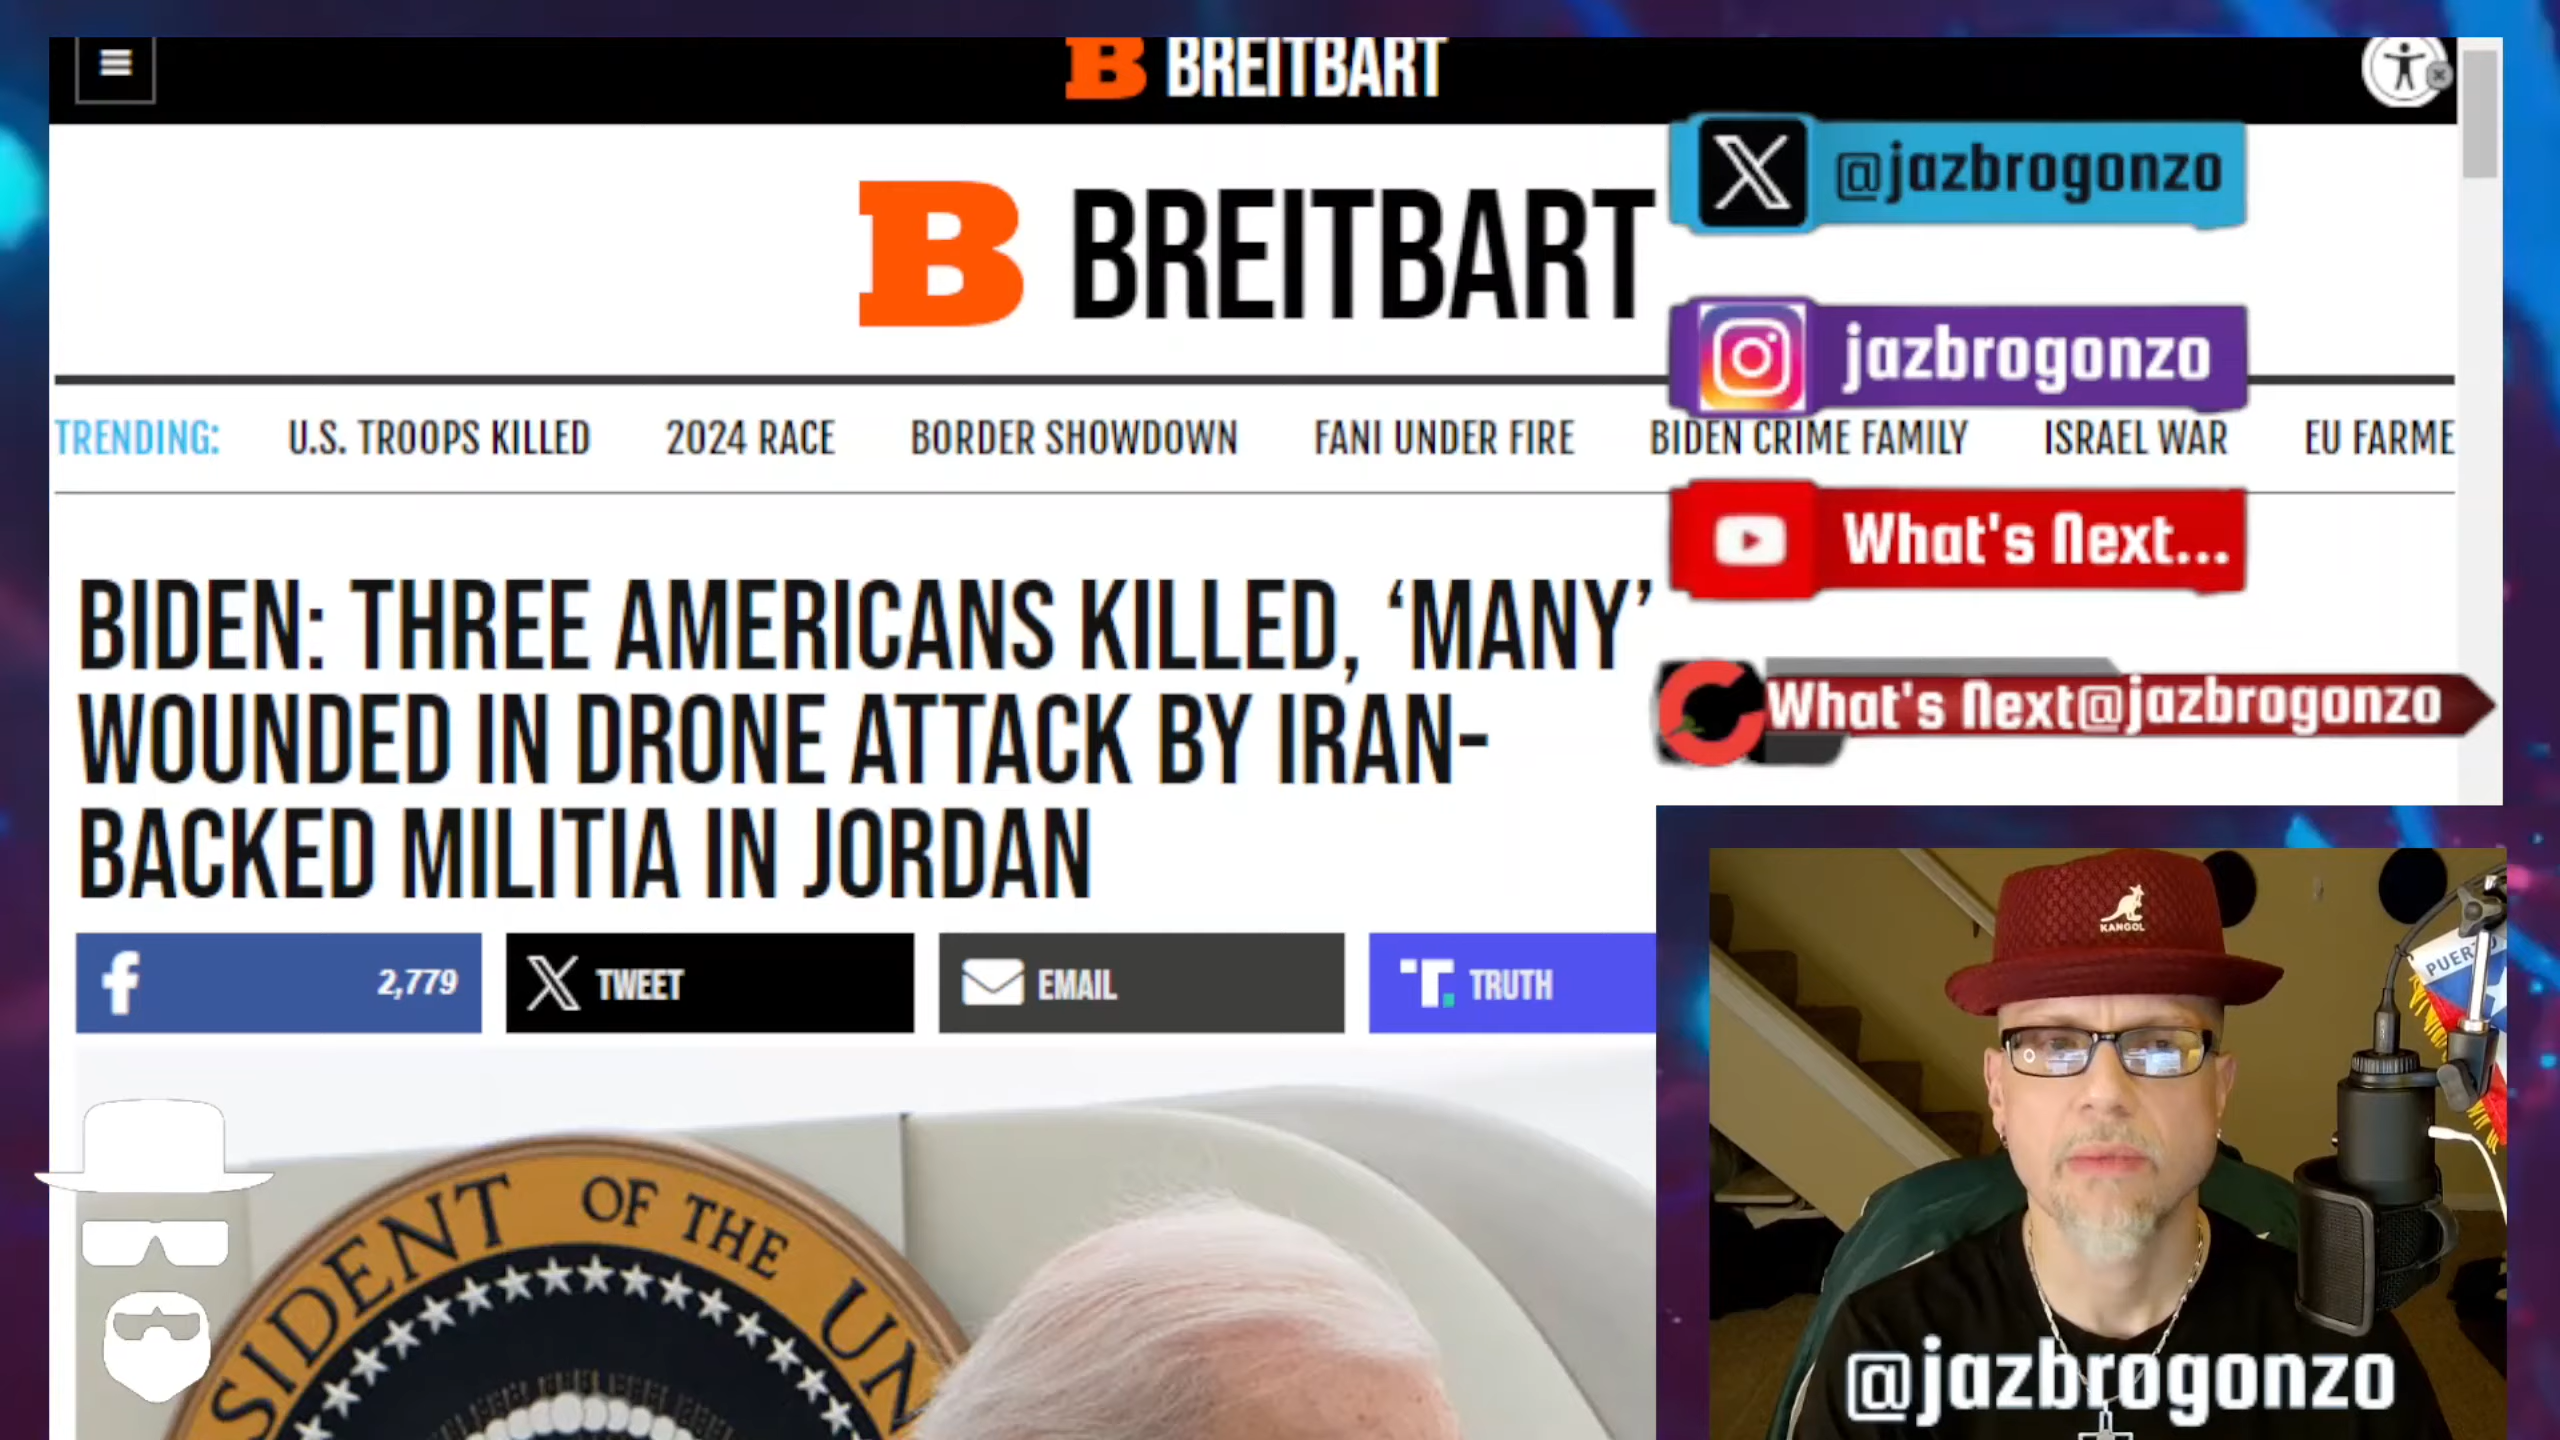 BREITBART
B BREITBART
@jazbrogonzo
jazbrogonzo
TRENDING: U.S. TROOPS KILLED 2024 RACE BORDER SHOWDOWN FANI UNDER FIRE BIDEN CRIME FAMILY ISRAEL WAR EU FARME
What's Next...
What's Next@jazbrogonzo
BIDEN: THREE AMERICANS KILLED, ‘MANY’
WOUNDED IN DRONE ATTACK BY IRAN-
BACKED MILITIA IN JORDAN
2,779
TWEET
EMAIL
TRUTH
SIDENT OF THE UN
KANGOL
PUERTO
@jazbrogonzo